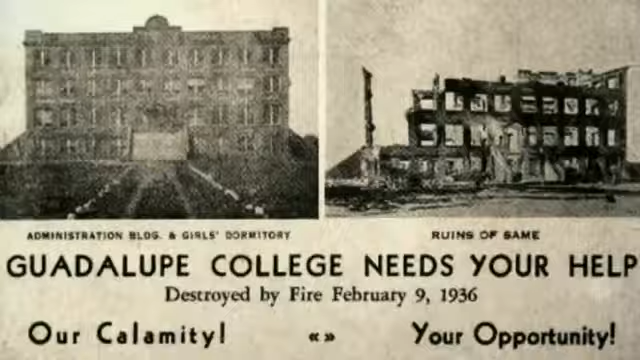 ADMINISTRATION BLDG. & GIRLS' DORMITORY
RUINS OF SAME
GUADALUPE COLLEGE NEEDS YOUR HELP
Destroyed by Fire February 9, 1936
Our Calamity! «» Your Opportunity!